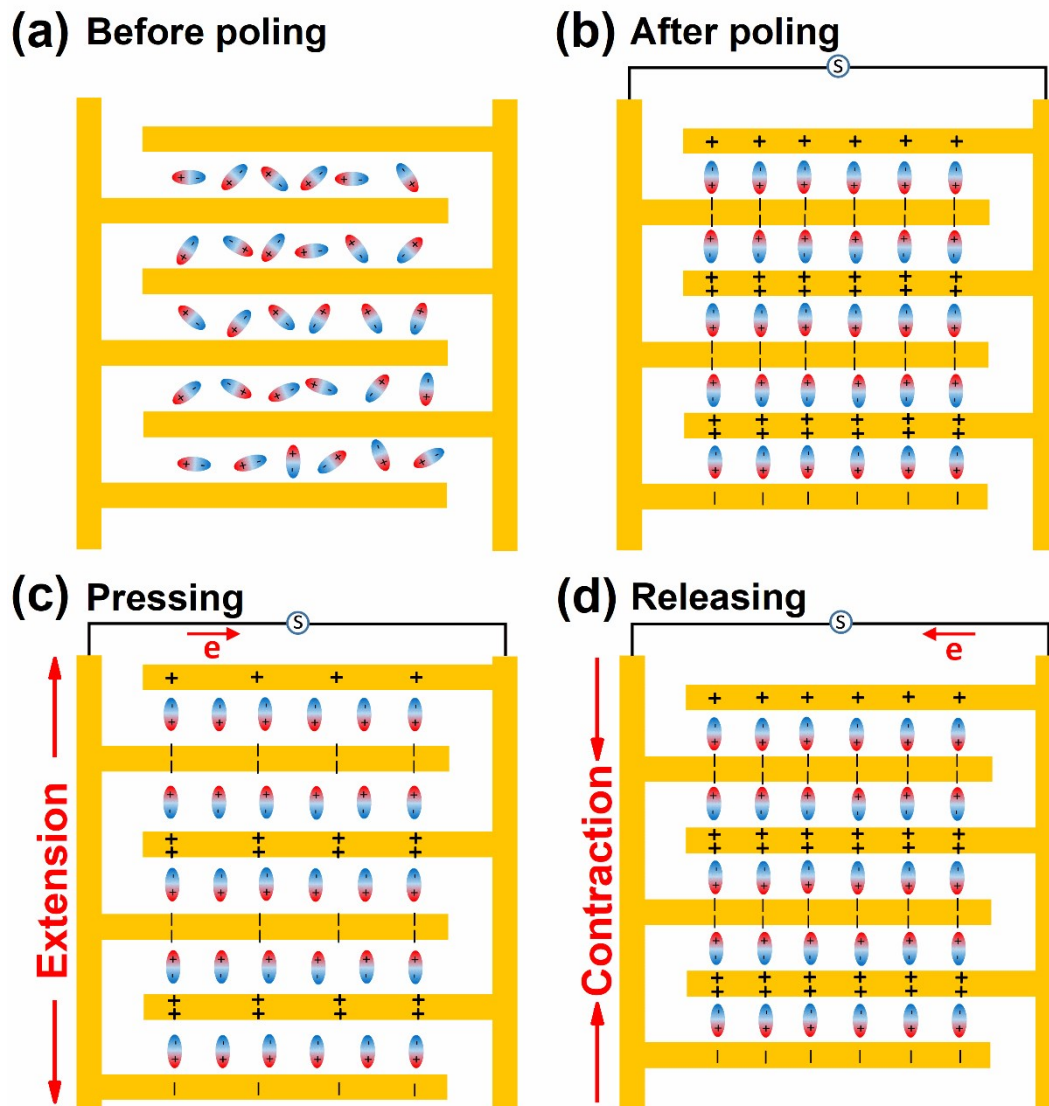 (a) Before poling
(b) After poling
S
(c) Pressing
S
e
Extension
(d) Releasing
S
e
Contraction